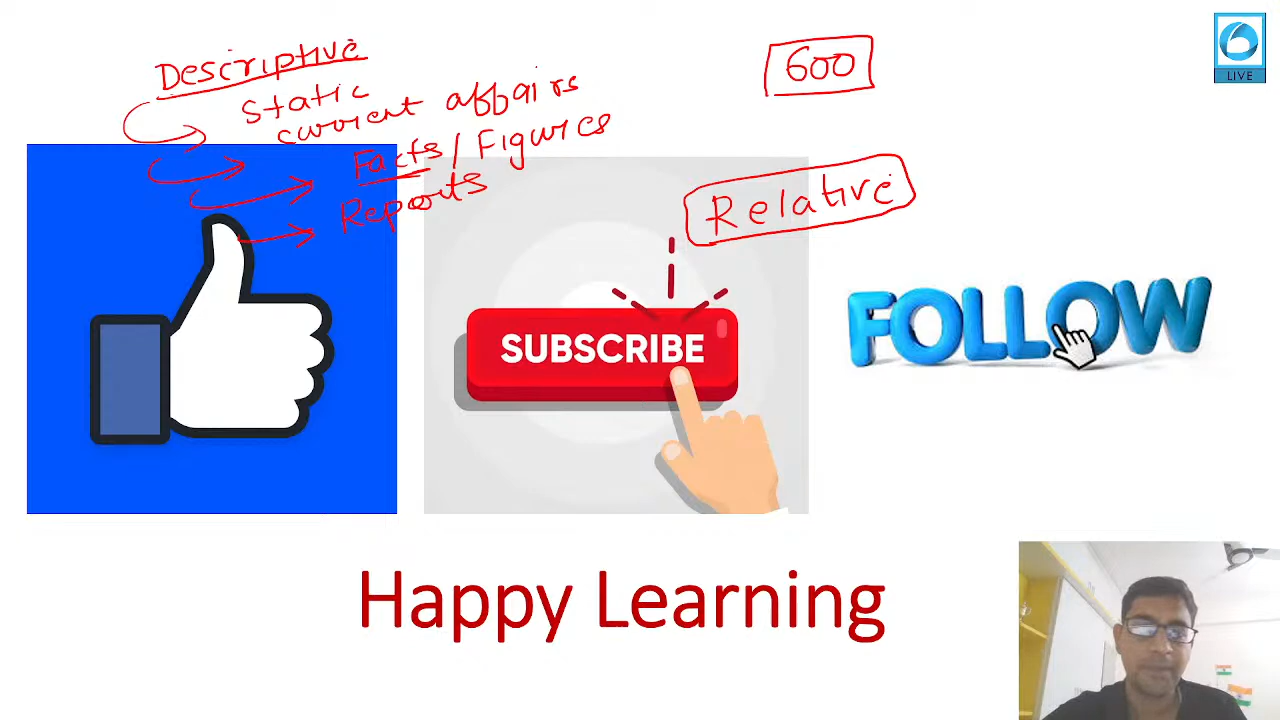 Descriptive
Static
current affairs
Facts / Figures
Reports
600
Relative
LIVE
SUBSCRIBE
FOLLOW
Happy Learning